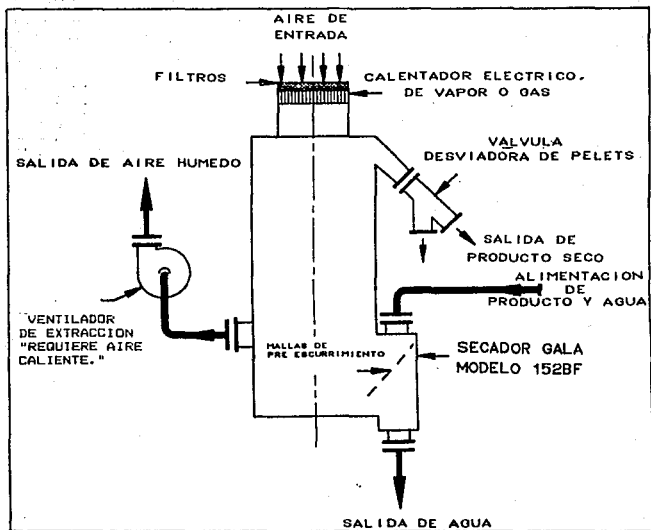 AIRE DE
ENTRADA
FILTROS
CALENTADOR ELECTRICO.
DE VAPOR O GAS
VALVULA
DESVIADORA DE PELETS
SALIDA DE AIRE HUMEDO
SALIDA DE
PRODUCTO SECO
ALIMENTACION
DE
PRODUCTO Y AGUA
VENTILADOR
DE EXTRACCION
"REQUIERE AIRE
CALIENTE."
MALLAS DE
PRE ESCURRIMIENTO
SECADOR GALA
MODELO 152BF
SALIDA DE AGUA